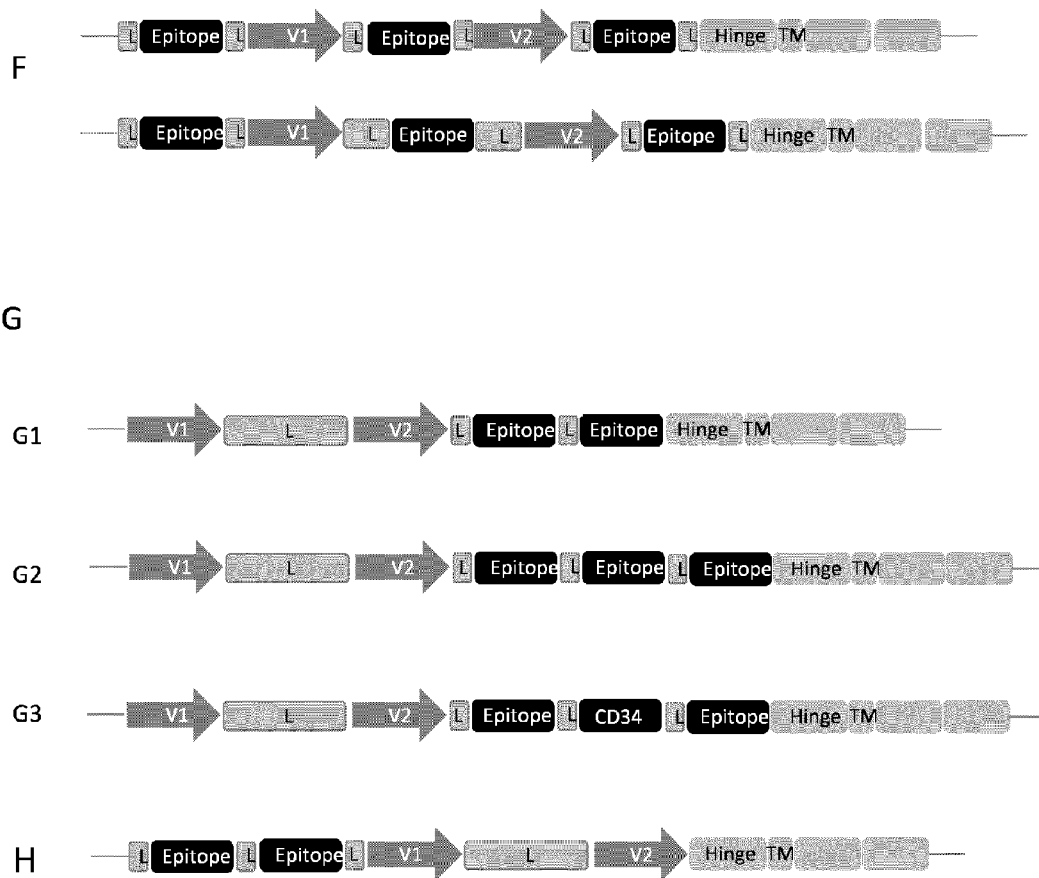 L Epitope L V1 L Epitope L V2 L Epitope L Hinge TM
F
L Epitope L V1 L Epitope L V2 L Epitope L Hinge TM
G
G1 V1 L V2 L Epitope L Epitope Hinge TM
G2 V1 L V2 L Epitope L Epitope L Epitope Hinge TM
G3 V1 L V2 L Epitope L CD34 L Epitope Hinge TM
H L Epitope L Epitope L V1 L V2 Hinge TM